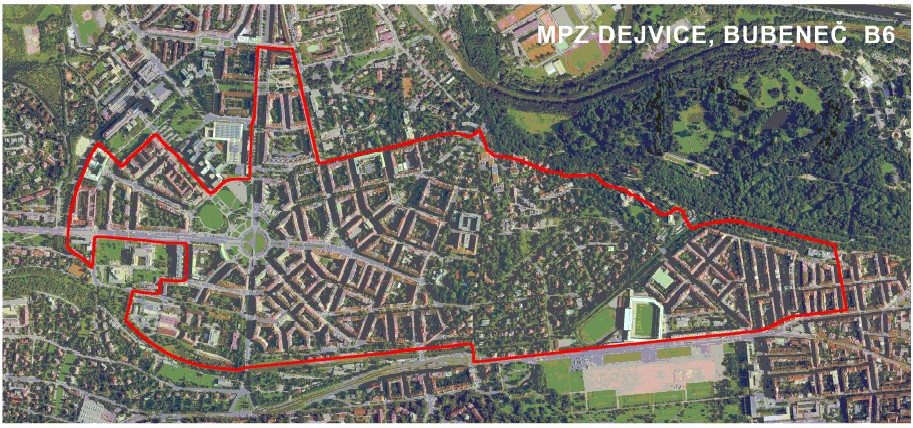 MPZ DEJVICE, BUBENEČ B6